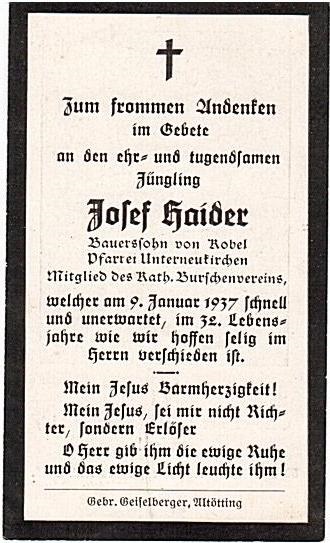 Zum frommen Andenken
im Gebete
an den ehr- und tugendsamen
Jüngling
Josef Haider
Bauerssohn von Kobel
Pfarrei Unterneukirchen
Mitglied des Kath. Burschenvereins,
welcher am 9. Januar 1937 schnell
und unerwartet, im 32. Lebens-
jahre wie wir hoffen selig im
Herrn verschieden ist.
Mein Jesus Barmherzigkeit!
Mein Jesus, sei mir nicht Rich-
ter, sondern Erlöser
O Herr gib ihm die ewige Ruhe
und das ewige Licht leuchte ihm!
Gebr. Geiselberger, Altötting